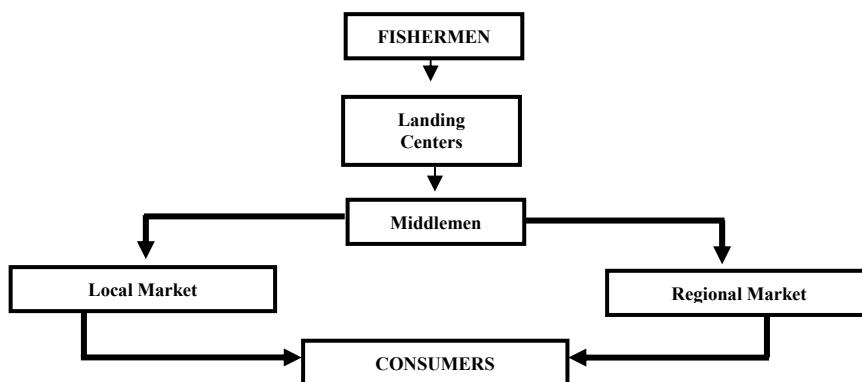 FISHERMEN
Landing
Centers
Middlemen
Local Market
Regional Market
CONSUMERS